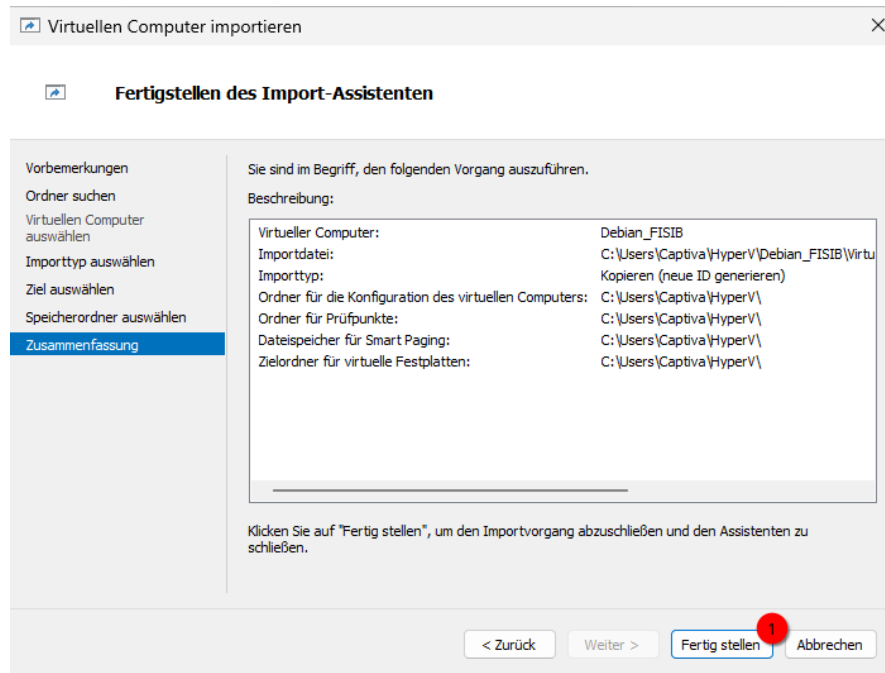 Virtuellen Computer importieren
Fertigstellen des Import-Assistenten
Vorbemerkungen
Ordner suchen
Virtuellen Computer
auswählen
Importtyp auswählen
Ziel auswählen
Speicherordner auswählen
Zusammenfassung
Sie sind im Begriff, den folgenden Vorgang auszuführen.
Beschreibung:
Virtueller Computer: Debian_FISIB
Importdatei: C:\Users\Captiva\HyperV\Debian_FISIB\Virtu
Importtyp: Kopieren (neue ID generieren)
Ordner für die Konfiguration des virtuellen Computers: C:\Users\Captiva\HyperV\
Ordner für Prüfpunkte: C:\Users\Captiva\HyperV\
Dateispeicher für Smart Paging: C:\Users\Captiva\HyperV\
Zielordner für virtuelle Festplatten: C:\Users\Captiva\HyperV\
Klicken Sie auf "Fertig stellen", um den Importvorgang abzuschließen und den Assistenten zu
schließen.
1
< Zurück Weiter > Fertig stellen Abbrechen